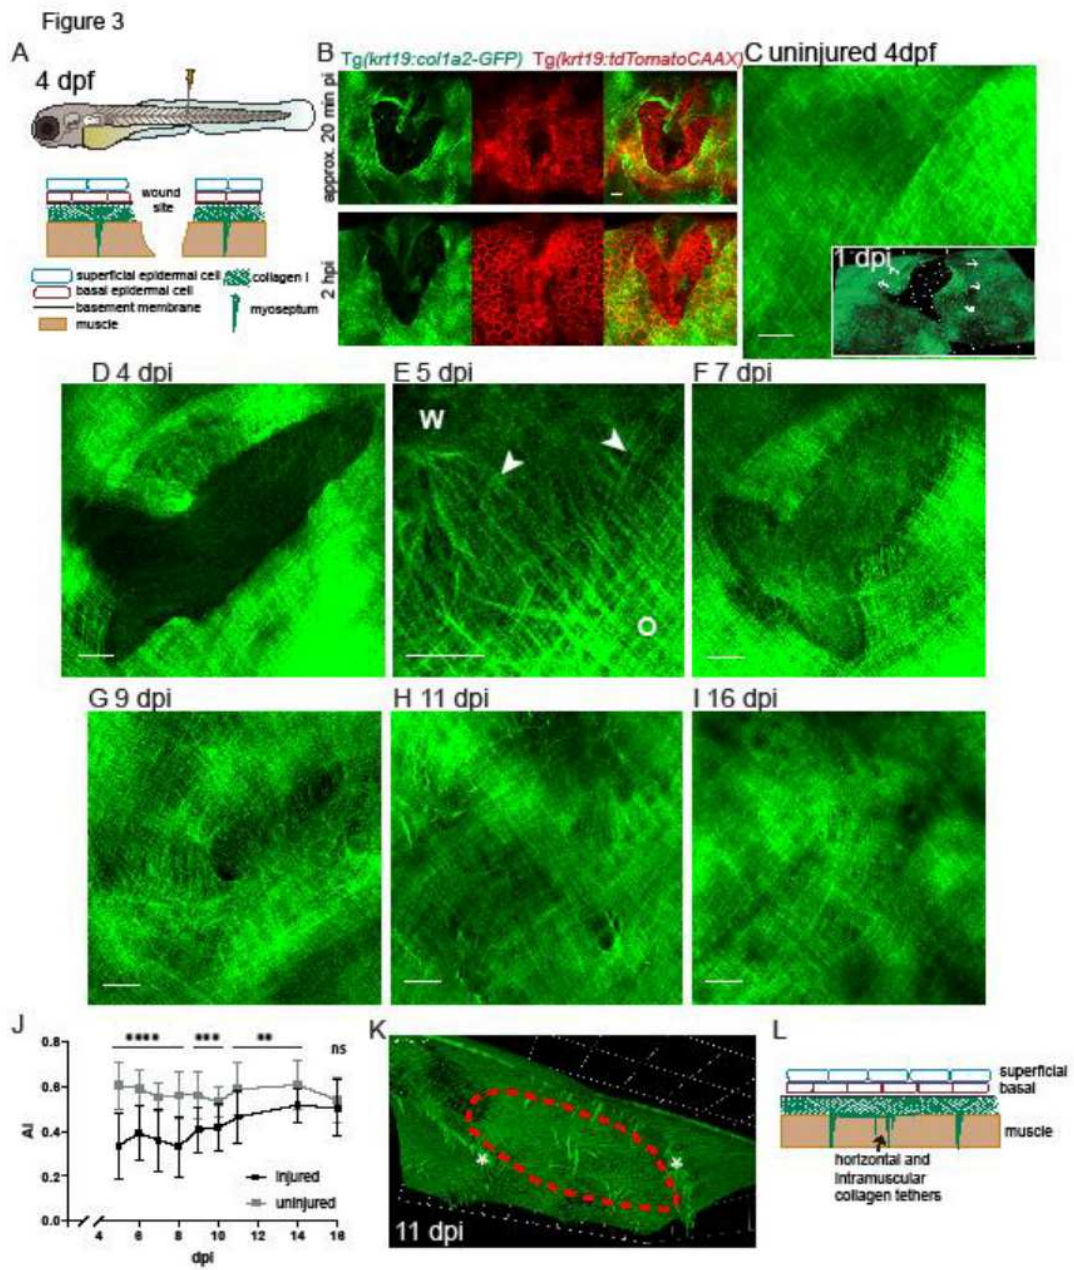 Figure 3
A
4 dpf
wound
site
superficial epidermal cell
collagen I
basal epidermal cell
basement membrane
myoseptum
muscle
B
Tg(krt19:col1a2-GFP) Tg(krt19:tdTomatoCAAX)
approx. 20 min pi
2 hpi
C uninjured 4dpf
1 dpi
D 4 dpi
E 5 dpi
W
O
F 7 dpi
G 9 dpi
H 11 dpi
I 16 dpi
J
**** *** ** ns
0.8
0.6
0.4
0.2
0.0
AI
injured
uninjured
4 6 8 10 12 14 16
dpi
K
* *
11 dpi
L
superficial
basal
muscle
horizontal and
intramuscular
collagen tethers